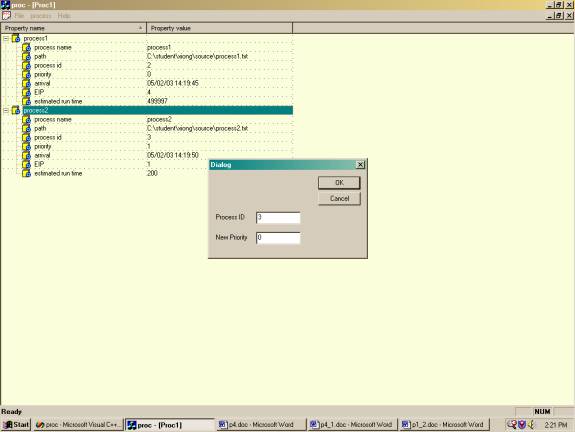 proc - [Proc1]
File process Help
Property name Property value
process1
process name process1
path C:\student\xiong\source\process1.txt
process id 2
priority 0
arrival 05/02/03 14:19:45
EIP 4
estimated run time 499997
process2
process name process2
path C:\student\xiong\source\process2.txt
process id 3
priority 1
arrival 05/02/03 14:19:50
EIP 1
estimated run time 200
Dialog
OK
Cancel
Process ID 3
New Priority 0
Ready NUM
Start proc - Microsoft Visual C++... proc - [Proc1] p4.doc - Microsoft Word p4_1.doc - Microsoft Word p1_2.doc - Microsoft Word 2:21 PM